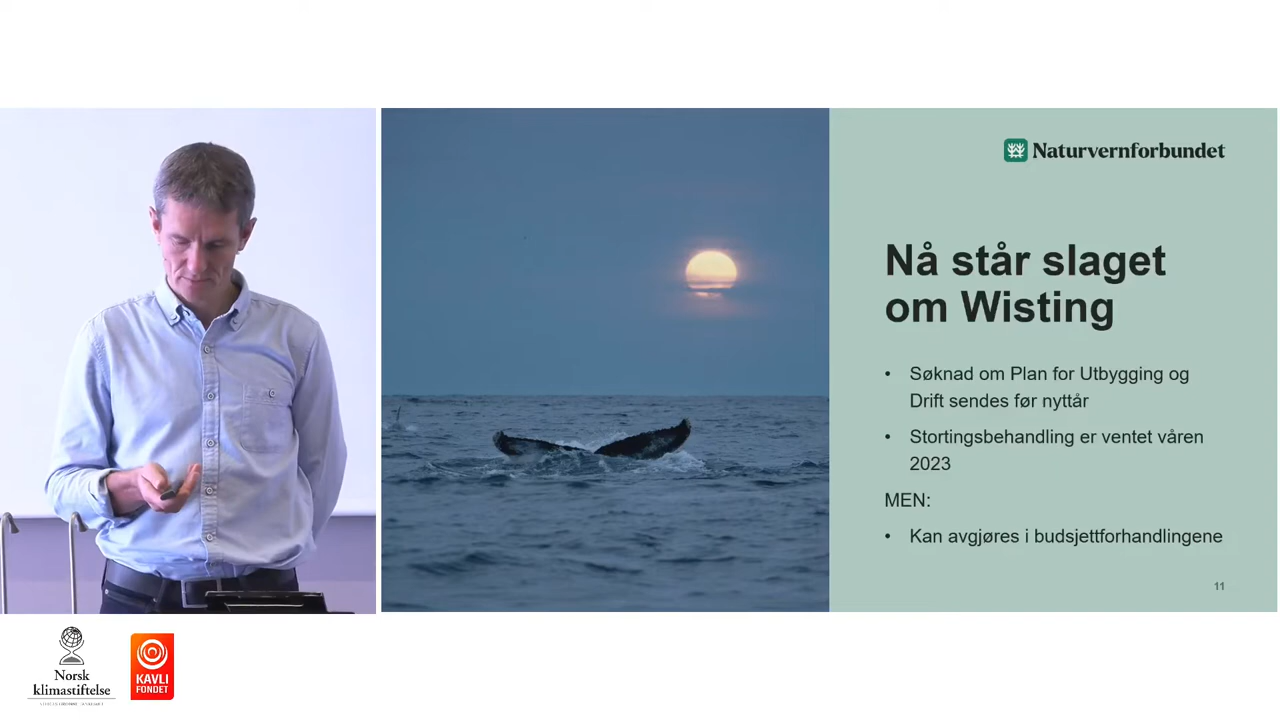 Naturvernforbundet
Nå står slaget
om Wisting
• Søknad om Plan for Utbygging og
Drift sendes før nyttår
• Stortingsbehandling er ventet våren
2023
MEN:
• Kan avgjøres i budsjettforhandlingene
11
Norsk
klimastiftelse
KAVLI
FONDET